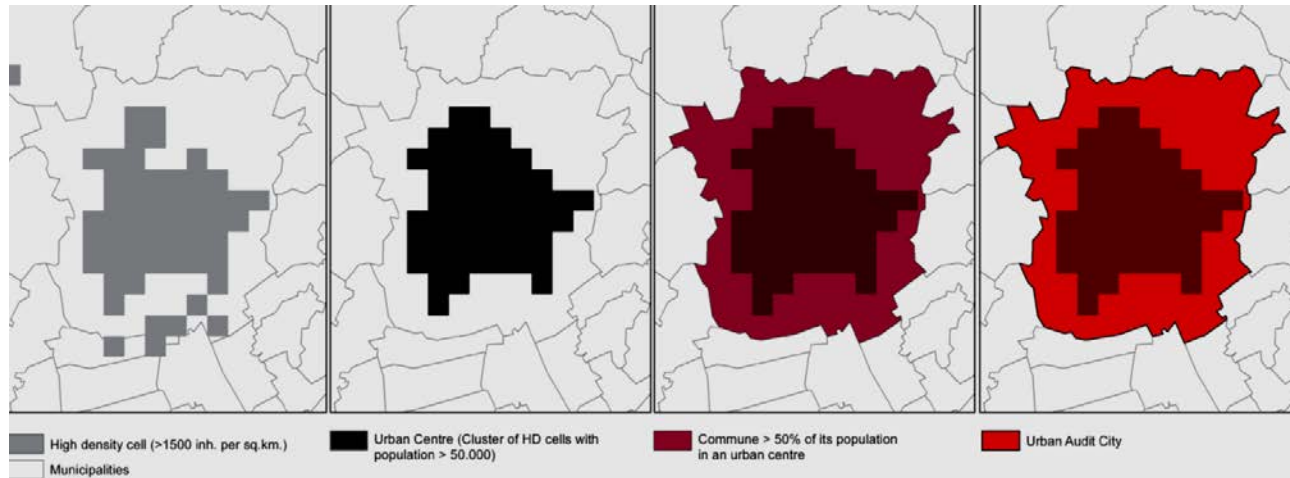 High density cell (>1500 inh. per sq.km.)
Municipalities
Urban Centre (Cluster of HD cells with
population > 50.000)
Commune > 50% of its population
in an urban centre
Urban Audit City